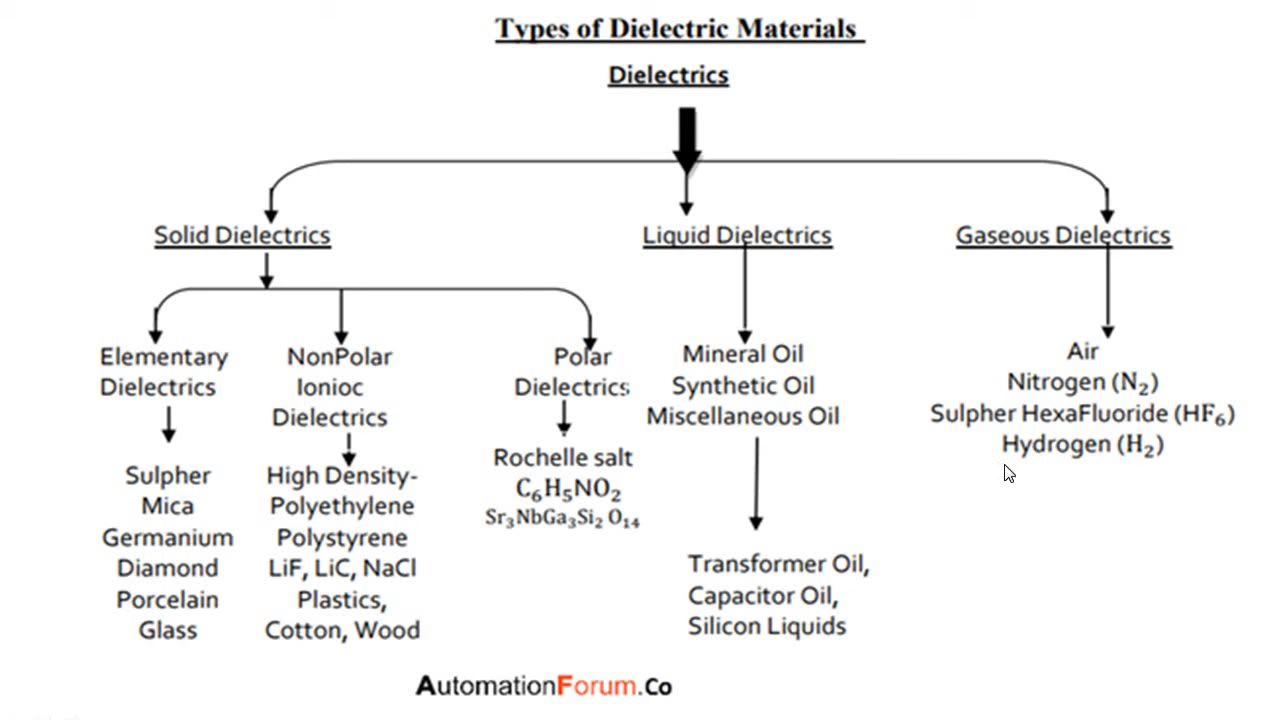 Types of Dielectric Materials
Dielectrics
Solid Dielectrics
Liquid Dielectrics
Gaseous Dielectrics
Elementary
Dielectrics
Sulpher
Mica
Germanium
Diamond
Porcelain
Glass
NonPolar
Ionioc
Dielectrics
High Density-
Polyethylene
Polystyrene
LiF, LiC, NaCl
Plastics,
Cotton, Wood
Polar
Dielectrics
Rochelle salt
C₆H₅NO₂
Sr₃NbGa₃Si₂ O₁₄
Mineral Oil
Synthetic Oil
Miscellaneous Oil
Transformer Oil,
Capacitor Oil,
Silicon Liquids
Air
Nitrogen (N₂)
Sulpher HexaFluoride (HF₆)
Hydrogen (H₂)
AutomationForum.Co